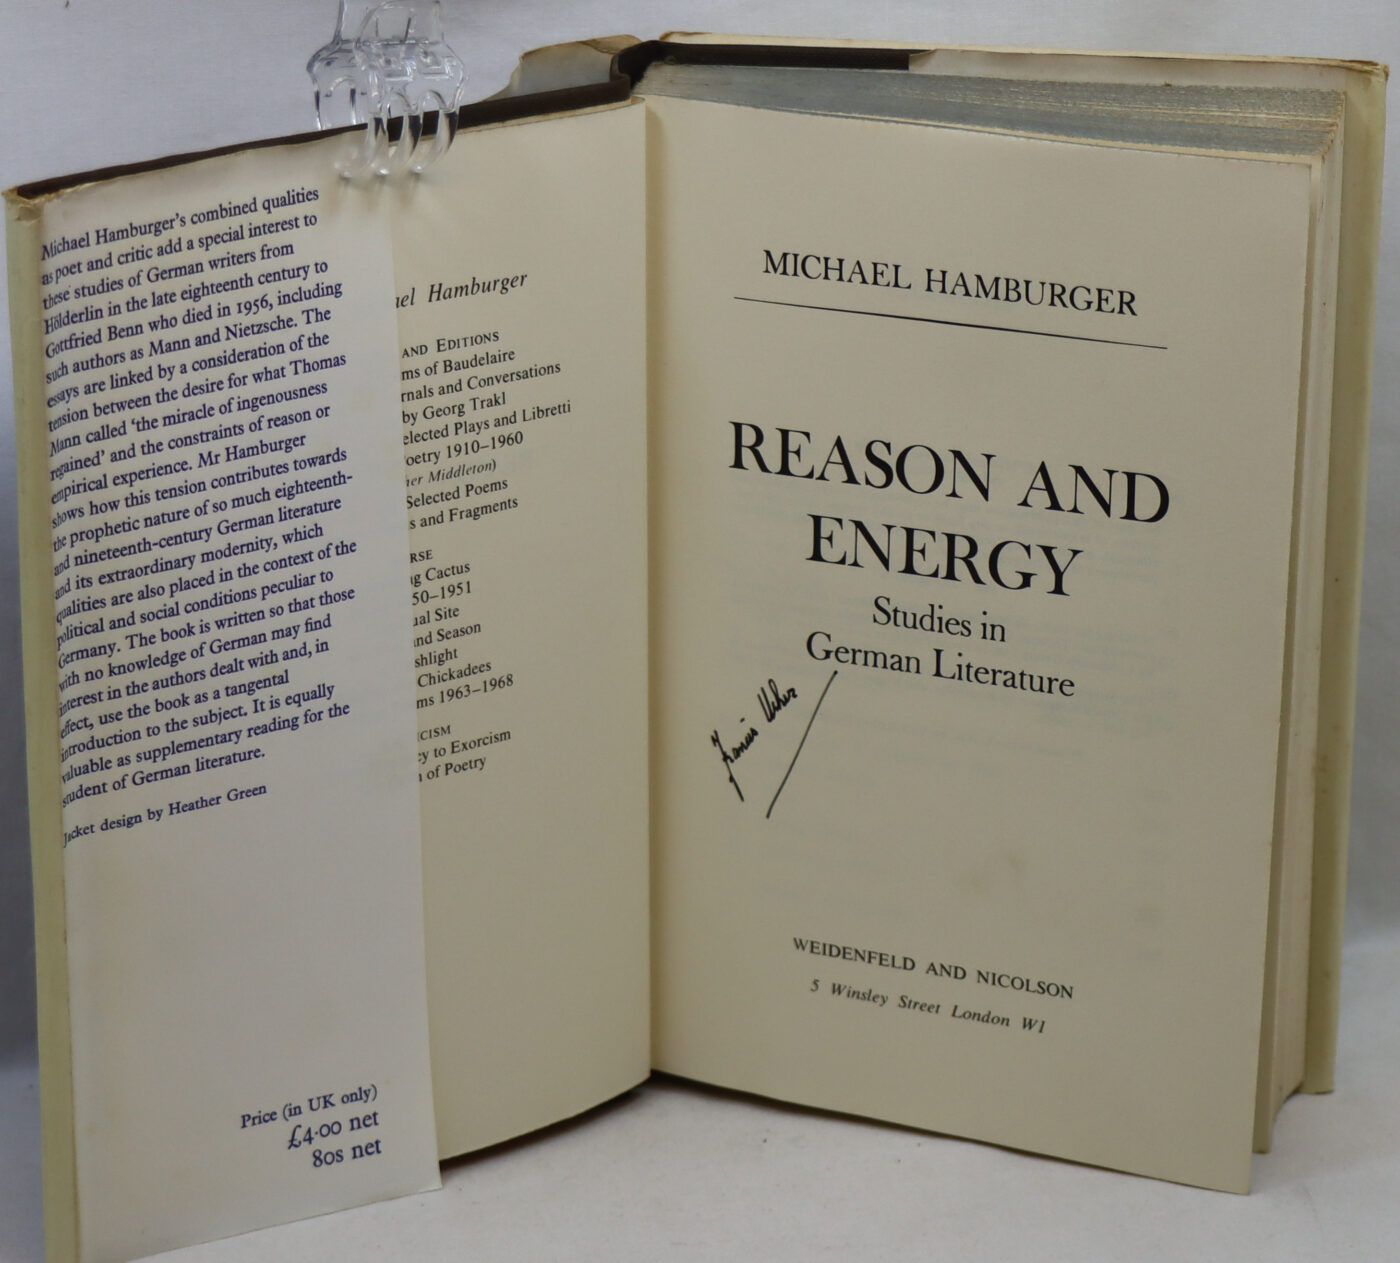 Michael Hamburger's combined qualities
as poet and critic add a special interest to
these studies of German writers from
Hölderlin in the late eighteenth century to
Gottfried Benn who died in 1956, including
such authors as Mann and Nietzsche. The
essays are linked by a consideration of the
tension between the desire for what Thomas
Mann called 'the miracle of ingenousness
regained' and the constraints of reason or
empirical experience. Mr Hamburger
shows how this tension contributes towards
the prophetic nature of so much eighteenth-
and nineteenth-century German literature
and its extraordinary modernity, which
qualities are also placed in the context of the
political and social conditions peculiar to
Germany. The book is written so that those
with no knowledge of German may find
interest in the authors dealt with and, in
effect, use the book as a tangental
introduction to the subject. It is equally
valuable as supplementary reading for the
student of German literature.
Jacket design by Heather Green
Price (in UK only)
£4·00 net
80s net
ael Hamburger
AND EDITIONS
ms of Baudelaire
rnals and Conversations
by Georg Trakl
elected Plays and Libretti
oetry 1910–1960
her Middleton)
Selected Poems
s and Fragments
RSE
g Cactus
50–1951
ual Site
nd Season
shlight
Chickadees
ms 1963–1968
ICISM
cy to Exorcism
n of Poetry
MICHAEL HAMBURGER
REASON AND
ENERGY
Studies in
German Literature
Francis
WEIDENFELD AND NICOLSON
5 Winsley Street London W1